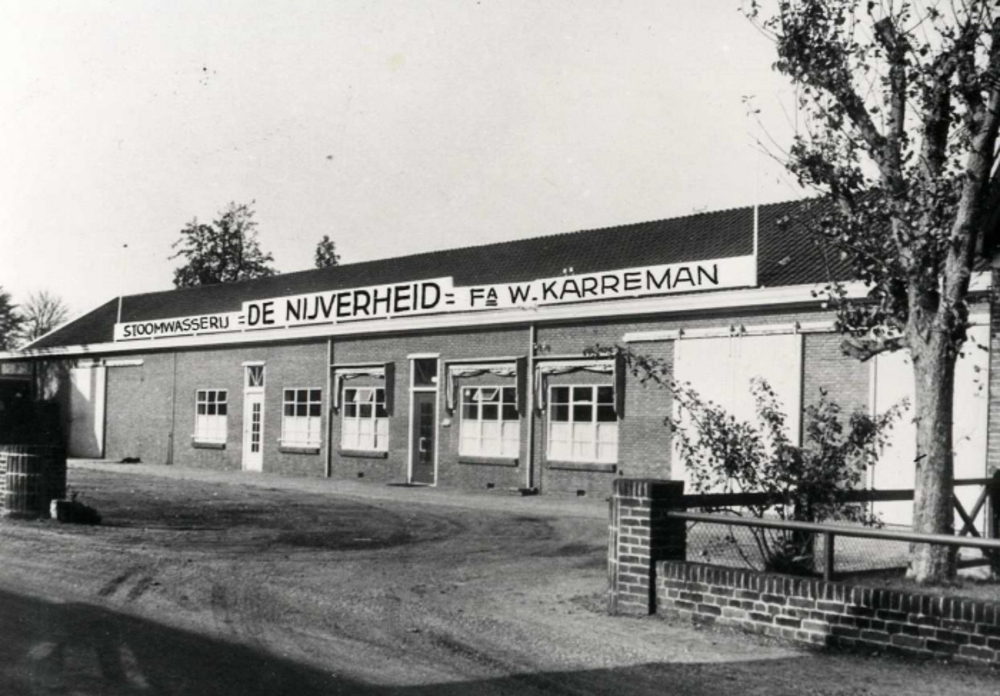 STOOMWASSERIJ = DE NIJVERHEID = FA W. KARREMAN